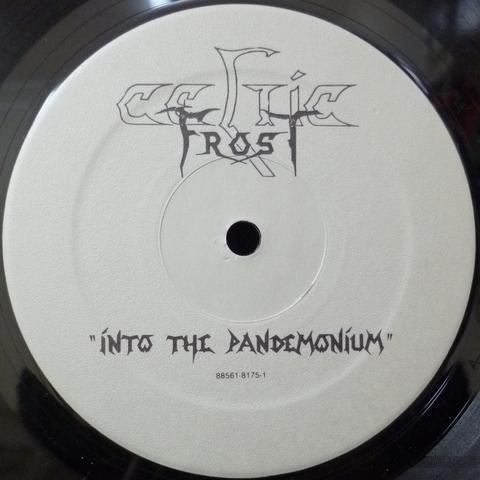 CELTIC
FROST
"INTO THE PANDEMONIUM"
88561-8175-1